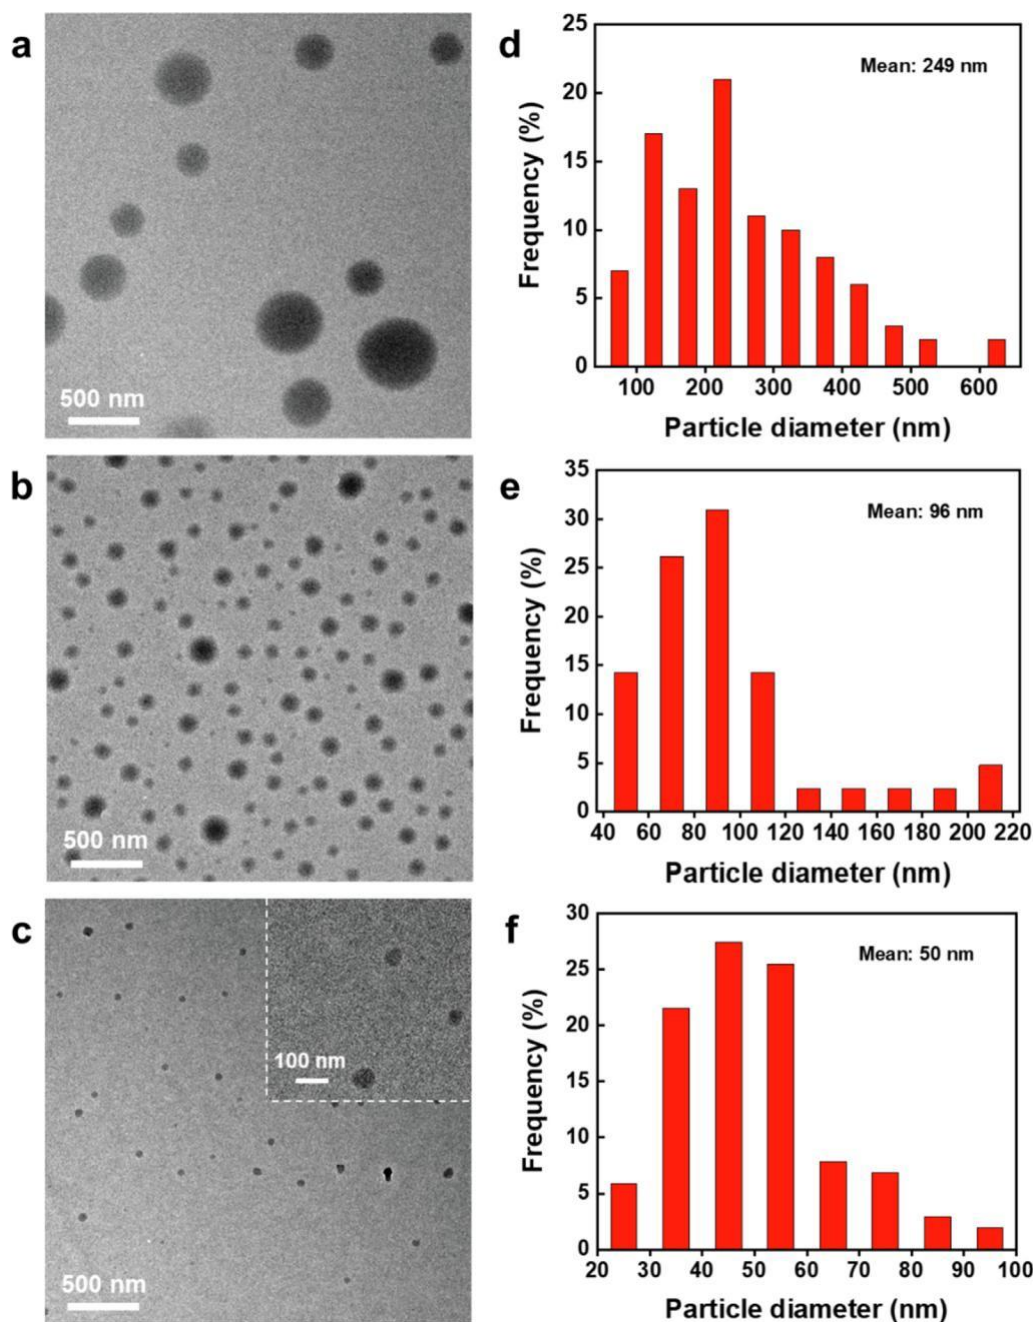 a
500 nm
d
25
20
15
10
5
0
Frequency (%)
Mean: 249 nm
100 200 300 400 500 600
Particle diameter (nm)
b
500 nm
e
35
30
25
20
15
10
5
0
Frequency (%)
Mean: 96 nm
40 60 80 100 120 140 160 180 200 220
Particle diameter (nm)
c
100 nm
500 nm
f
30
25
20
15
10
5
0
Frequency (%)
Mean: 50 nm
20 30 40 50 60 70 80 90 100
Particle diameter (nm)